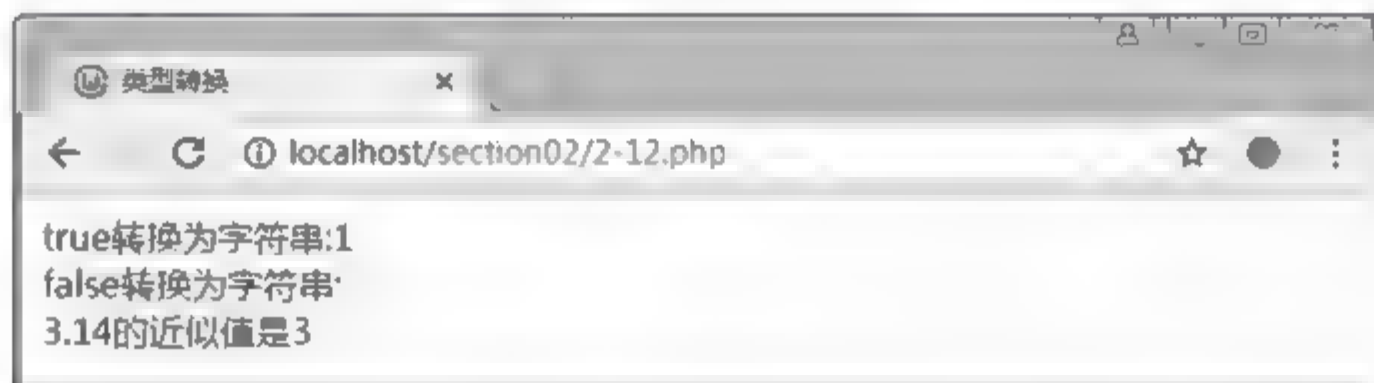 类型转换
localhost/section02/2-12.php
true转换为字符串:1
false转换为字符串:
3.14的近似值是3